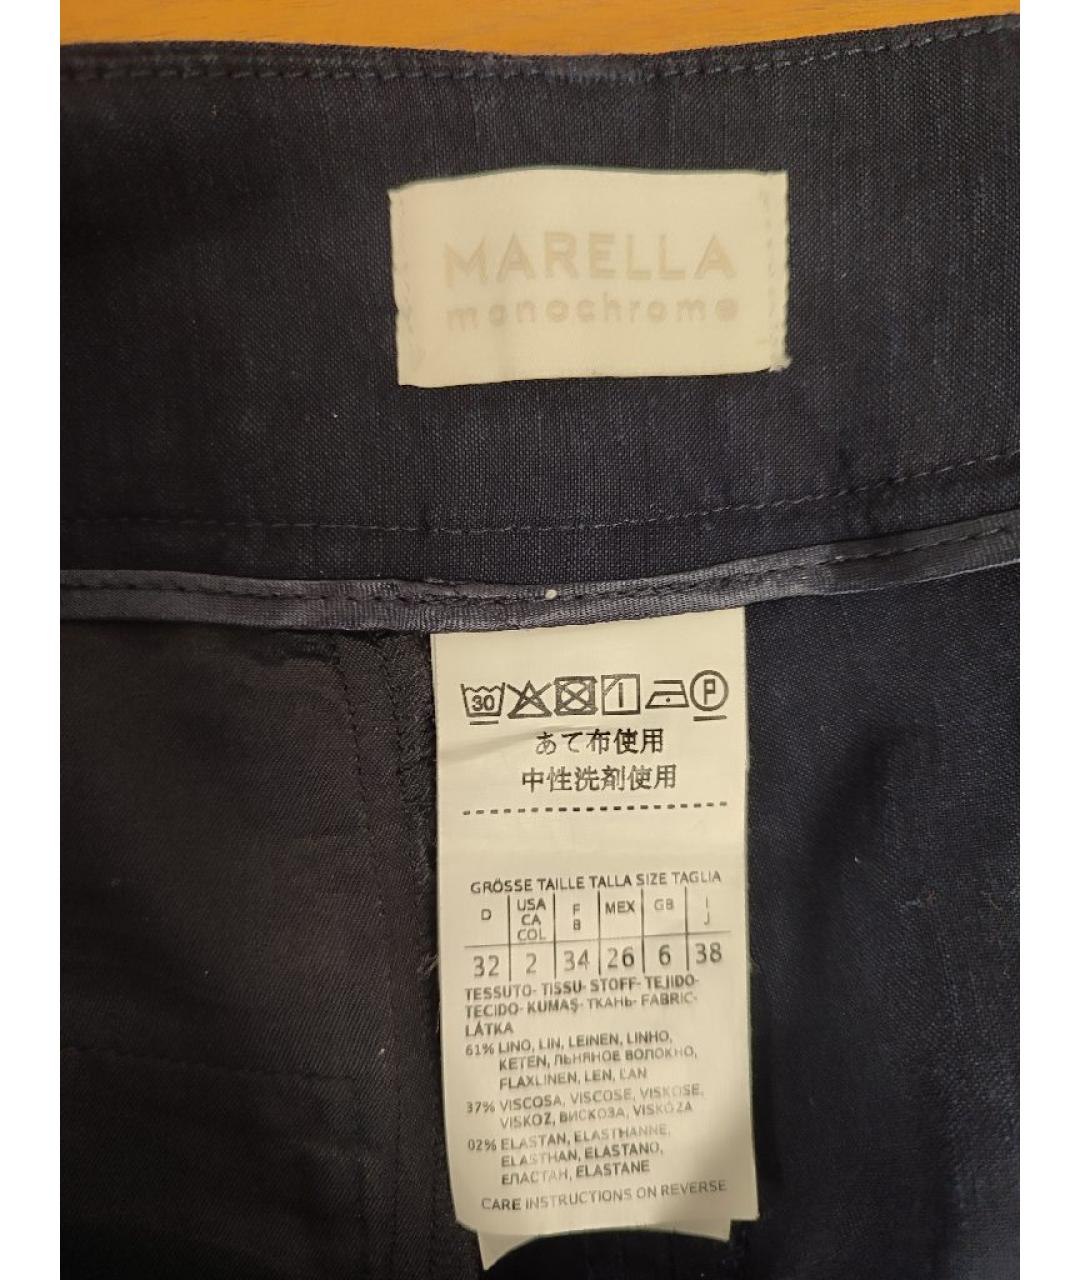 MARELLA
monochrome
30 P
あて布使用
中性洗剤使用
GRÖSSE TAILLE TALLA SIZE TAGLIA
D USA CA COL F B MEX GB I J
32 2 34 26 6 38
TESSUTO- TISSU- STOFF- TEJIDO-
TECIDO- KUMAŞ- ТКАНЬ- FABRIC-
LÁTKA
61% LINO, LIN, LEINEN, LINHO,
KETEN, ЛЬНЯНОЕ ВОЛОКНО,
FLAXLINEN, LEN, ĽAN
37% VISCOSA, VISCOSE, VISKOSE,
VISKOZ, ВИСКОЗА, VISKÓZA
02% ELASTAN, ELASTHANNE,
ELASTHAN, ELASTANO,
ЕЛАСТАН, ELASTANE
CARE INSTRUCTIONS ON REVERSE